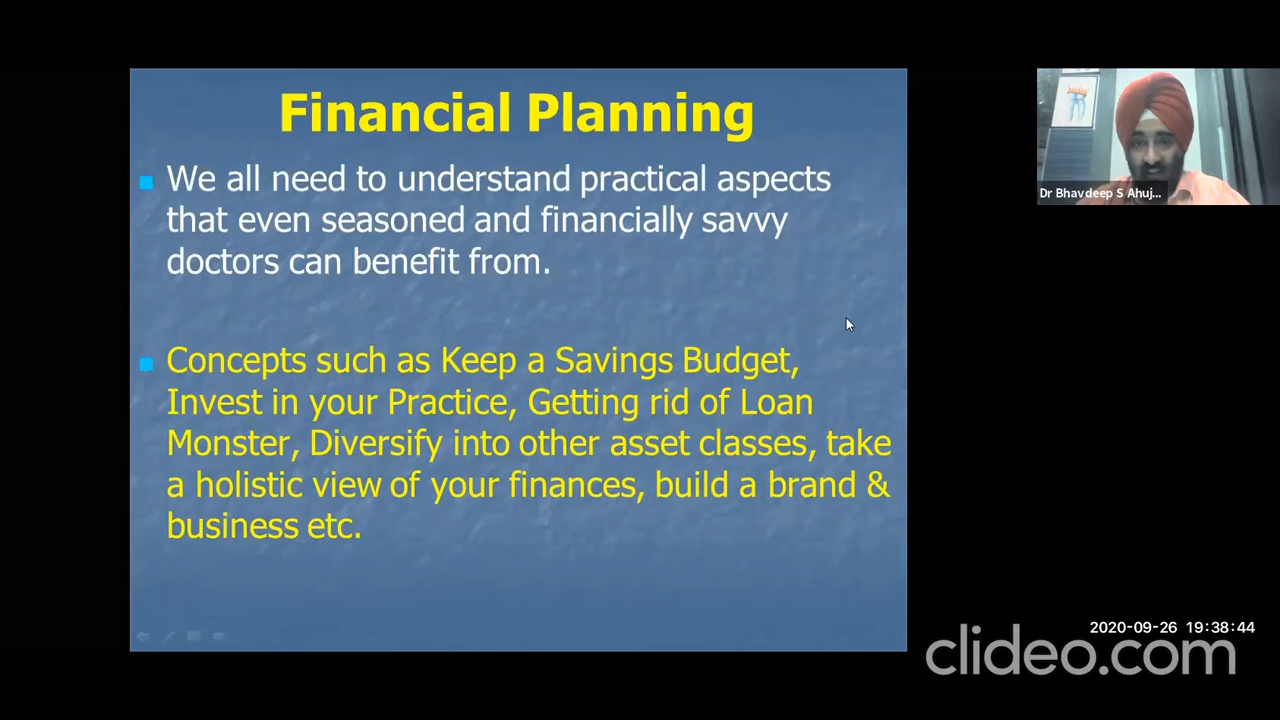 Financial Planning
We all need to understand practical aspects
that even seasoned and financially savvy
doctors can benefit from.
Concepts such as Keep a Savings Budget,
Invest in your Practice, Getting rid of Loan
Monster, Diversify into other asset classes, take
a holistic view of your finances, build a brand &
business etc.
Dr Bhavdeep S Ahuj...
2020-09-26 19:38:44
clideo.com